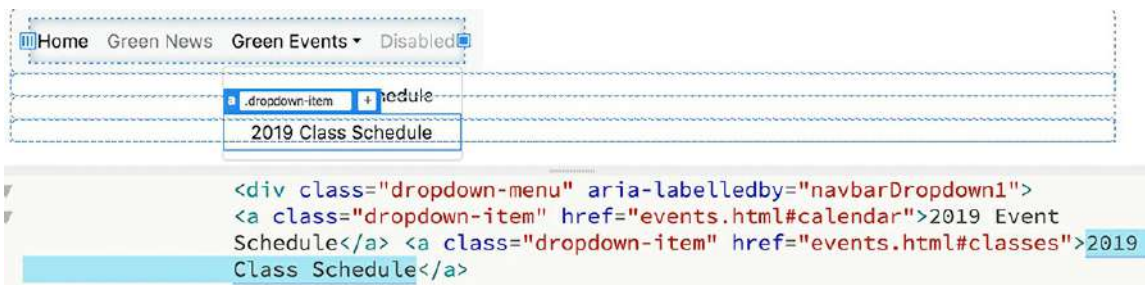 Home Green News Green Events Disabled
hedule
a .dropdown-item +
2019 Class Schedule
<div class="dropdown-menu" aria-labelledby="navbarDropdown1">
<a class="dropdown-item" href="events.html#calendar">2019 Event
Schedule</a> <a class="dropdown-item" href="events.html#classes">2019
Class Schedule</a>